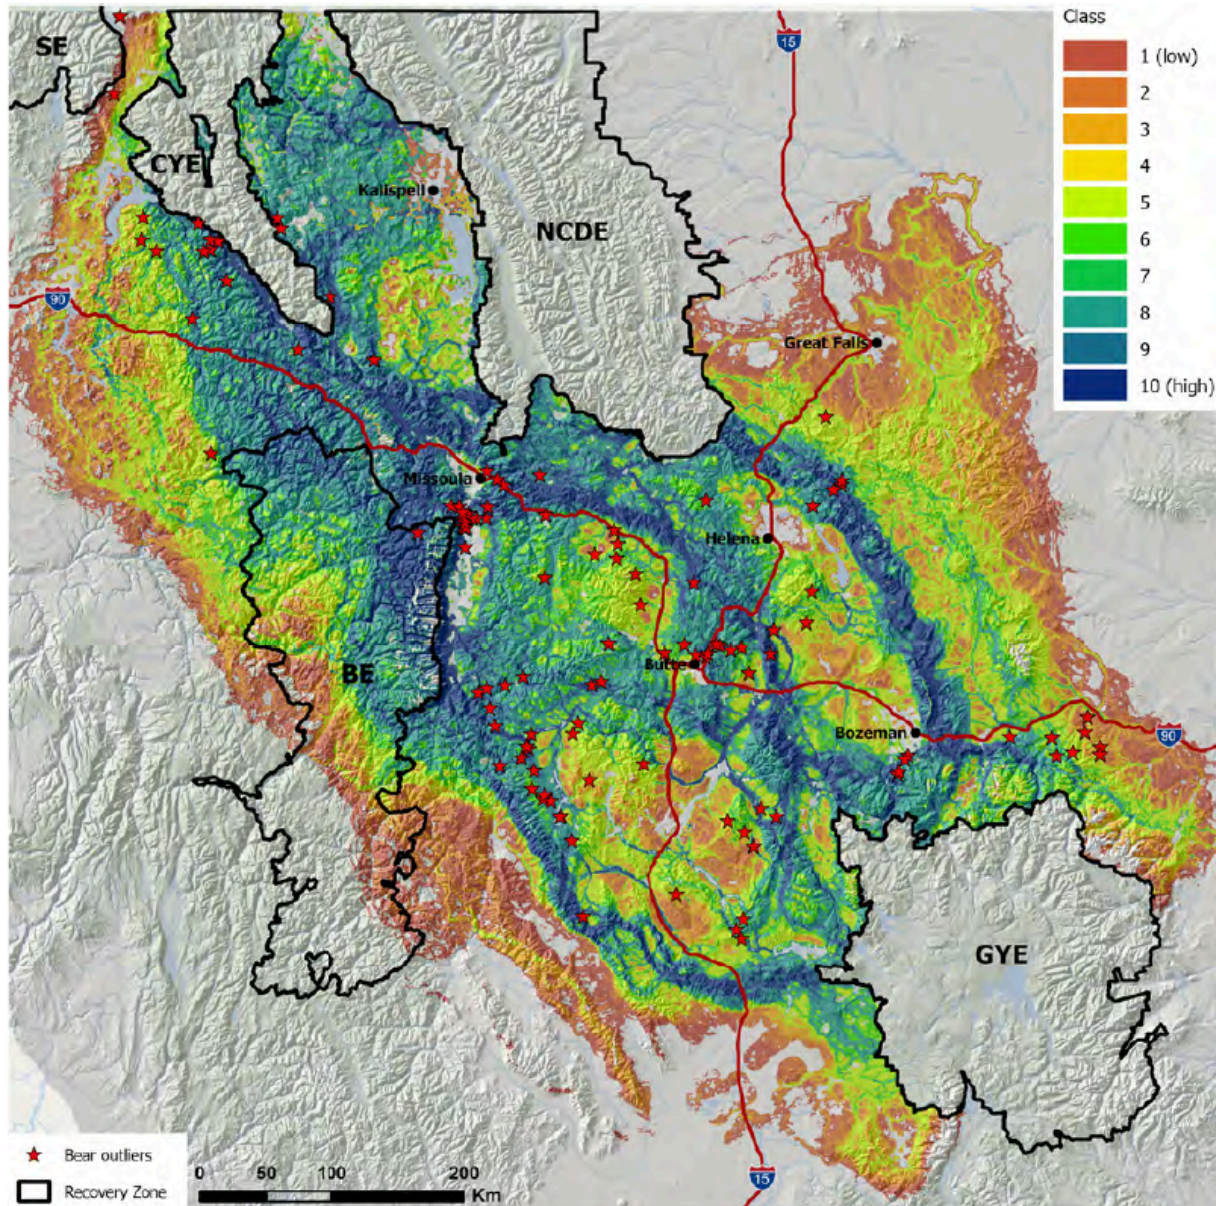 Class
1 (low)
2
3
4
5
6
7
8
9
10 (high)
SE
15
CYE
Kalispell
NCDE
90
Great Falls
Missoula
Helena
BE
Butte
Bozeman
90
GYE
15
Bear outliers
Recovery Zone
0 50 100 200
Km